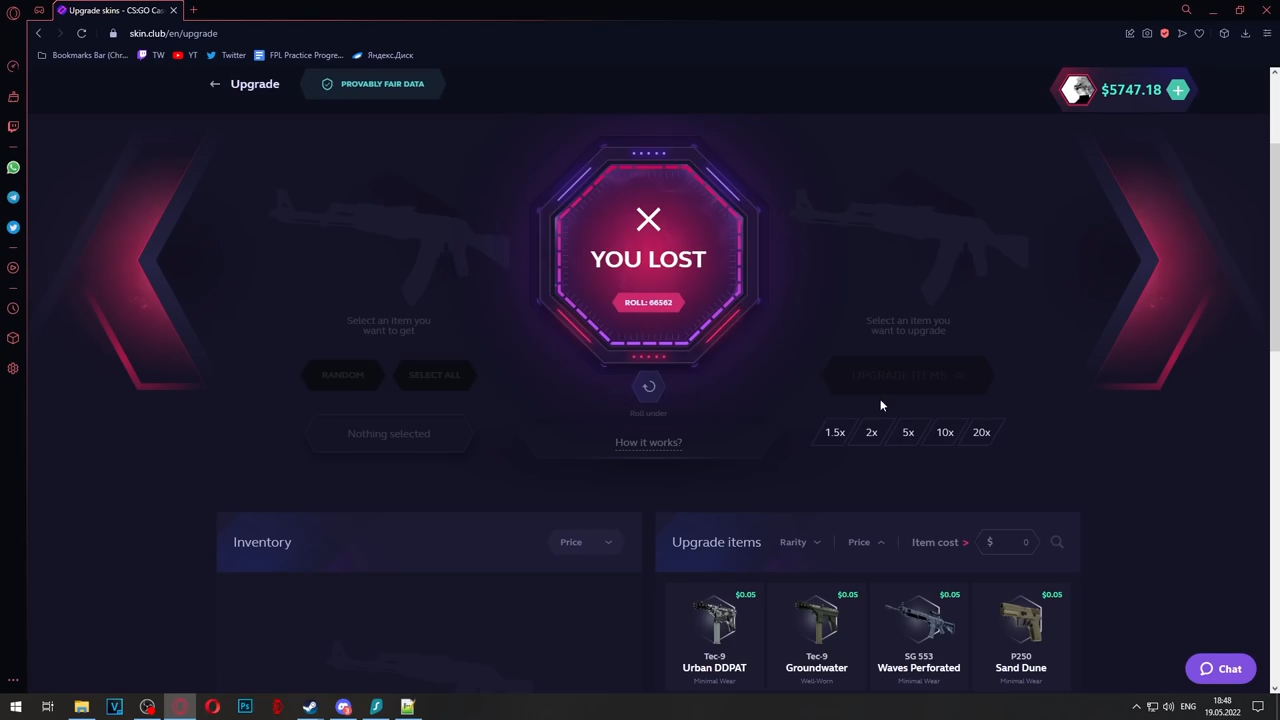 Upgrade skins - CS:GO Cas
skin.club/en/upgrade
Bookmarks Bar (Chr...
TW
YT
Twitter
FPL Practice Progre...
Яндекс.Диск
Upgrade
PROVABLY FAIR DATA
$5747.18
YOU LOST
ROLL: 66562
Select an item you
want to get
Select an item you
want to upgrade
RANDOM
SELECT ALL
UPGRADE ITEMS
Roll under
Nothing selected
How it works?
1.5x
2x
5x
10x
20x
Inventory
Price
Upgrade items
Rarity
Price
Item cost >
$ 0
$0.05
$0.05
$0.05
$0.05
Tec-9
Urban DDPAT
Minimal Wear
Tec-9
Groundwater
Well-Worn
SG 553
Waves Perforated
Minimal Wear
P250
Sand Dune
Minimal Wear
Chat
ENG
18:48
19.05.2022